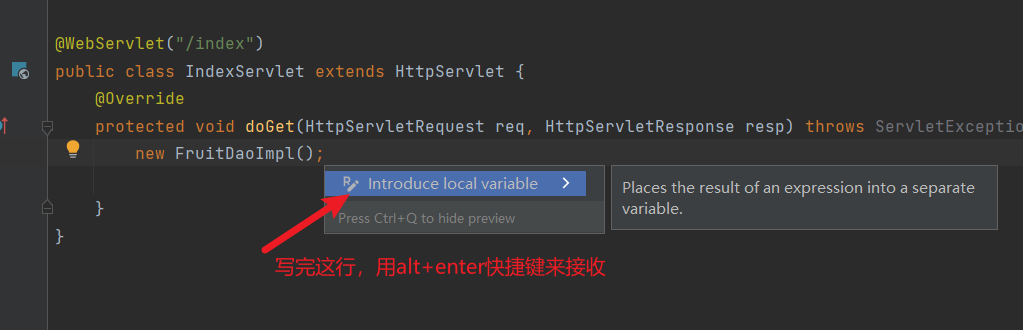 @WebServlet("/index")
public class IndexServlet extends HttpServlet {
@Override
protected void doGet(HttpServletRequest req, HttpServletResponse resp) throws ServletExceptio
new FruitDaoImpl();
Introduce local variable
Press Ctrl+Q to hide preview
Places the result of an expression into a separate
variable.
}
}
写完这行，用alt+enter快捷键来接收